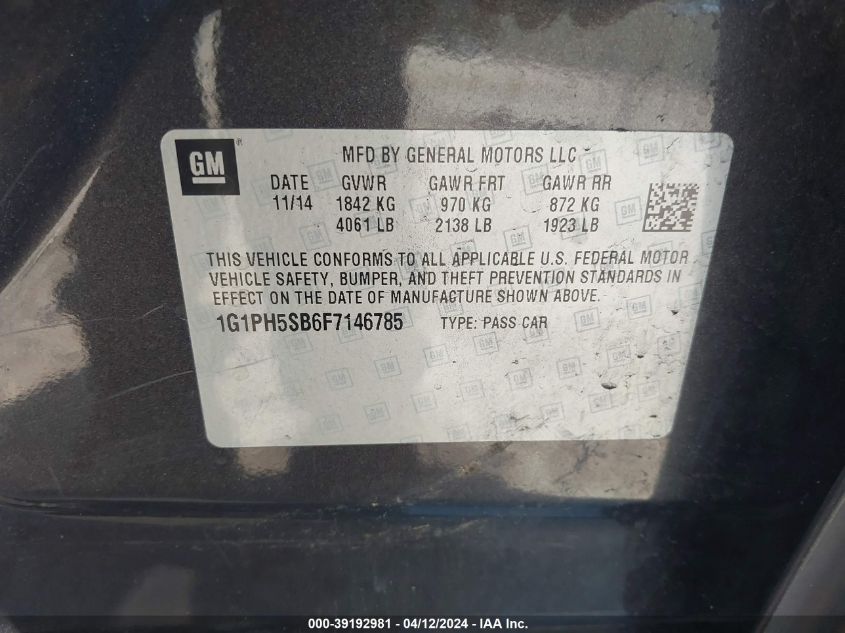 GM ®
MFD BY GENERAL MOTORS LLC
DATE GVWR GAWR FRT GAWR RR
11/14 1842 KG 970 KG 872 KG
4061 LB 2138 LB 1923 LB
THIS VEHICLE CONFORMS TO ALL APPLICABLE U.S. FEDERAL MOTOR
VEHICLE SAFETY, BUMPER, AND THEFT PREVENTION STANDARDS IN
EFFECT ON THE DATE OF MANUFACTURE SHOWN ABOVE.
1G1PH5SB6F7146785 TYPE: PASS CAR
000-39192981 - 04/12/2024 - IAA Inc.